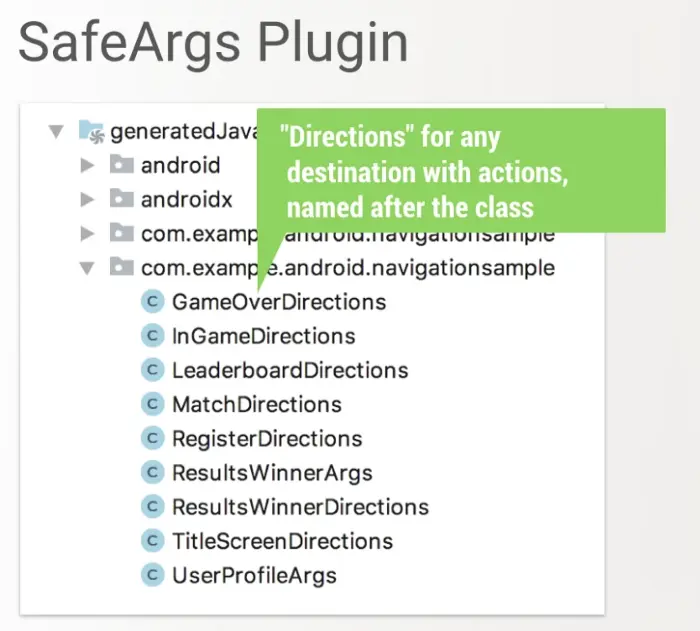 SafeArgs Plugin
generatedJava
"Directions" for any
destination with actions,
named after the class
android
androidx
com.example.android.navigationsample
com.example.android.navigationsample
GameOverDirections
InGameDirections
LeaderboardDirections
MatchDirections
RegisterDirections
ResultsWinnerArgs
ResultsWinnerDirections
TitleScreenDirections
UserProfileArgs